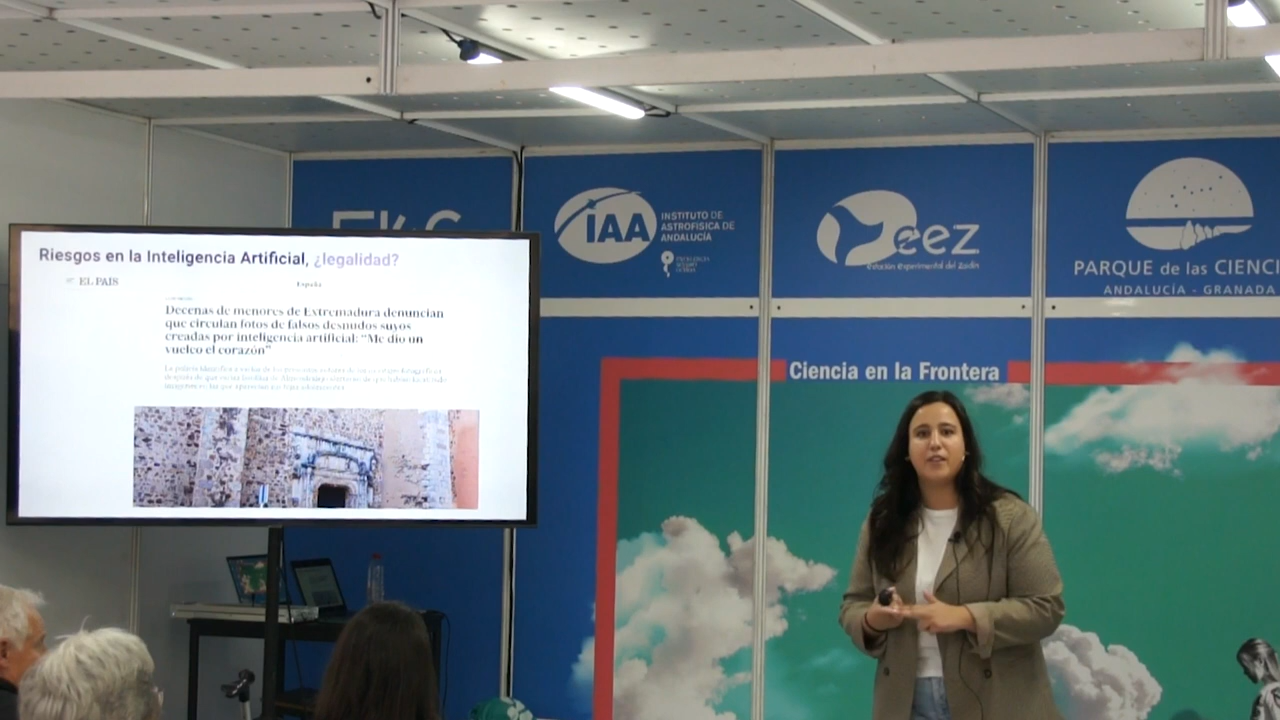 Riesgos en la Inteligencia Artificial, ¿legalidad?
EL PAÍS
España
Decenas de menores de Extremadura denuncian
que circulan fotos de falsos desnudos suyos
creadas por inteligencia artificial: “Me dio un
vuelco el corazón”
IAA
INSTITUTO DE
ASTROFÍSICA DE
ANDALUCÍA
eez
Estación Experimental del Zaidín
PARQUE de las CIENCI
ANDALUCÍA - GRANADA
Ciencia en la Frontera